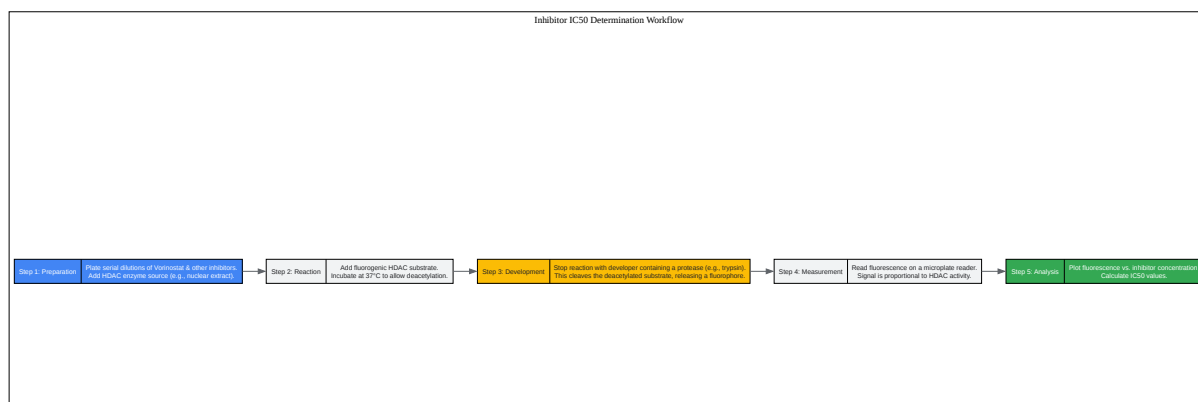 Inhibitor IC50 Determination Workflow
Step 1: Preparation
Plate serial dilutions of Vorinostat & other inhibitors.
Add HDAC enzyme source (e.g., nuclear extract).
Step 2: Reaction
Add fluorogenic HDAC substrate.
Incubate at 37°C to allow deacetylation.
Step 3: Development
Stop reaction with developer containing a protease (e.g., trypsin).
This cleaves the deacetylated substrate, releasing a fluorophore.
Step 4: Measurement
Read fluorescence on a microplate reader.
Signal is proportional to HDAC activity.
Step 5: Analysis
Plot fluorescence vs. inhibitor concentration
Calculate IC50 values.